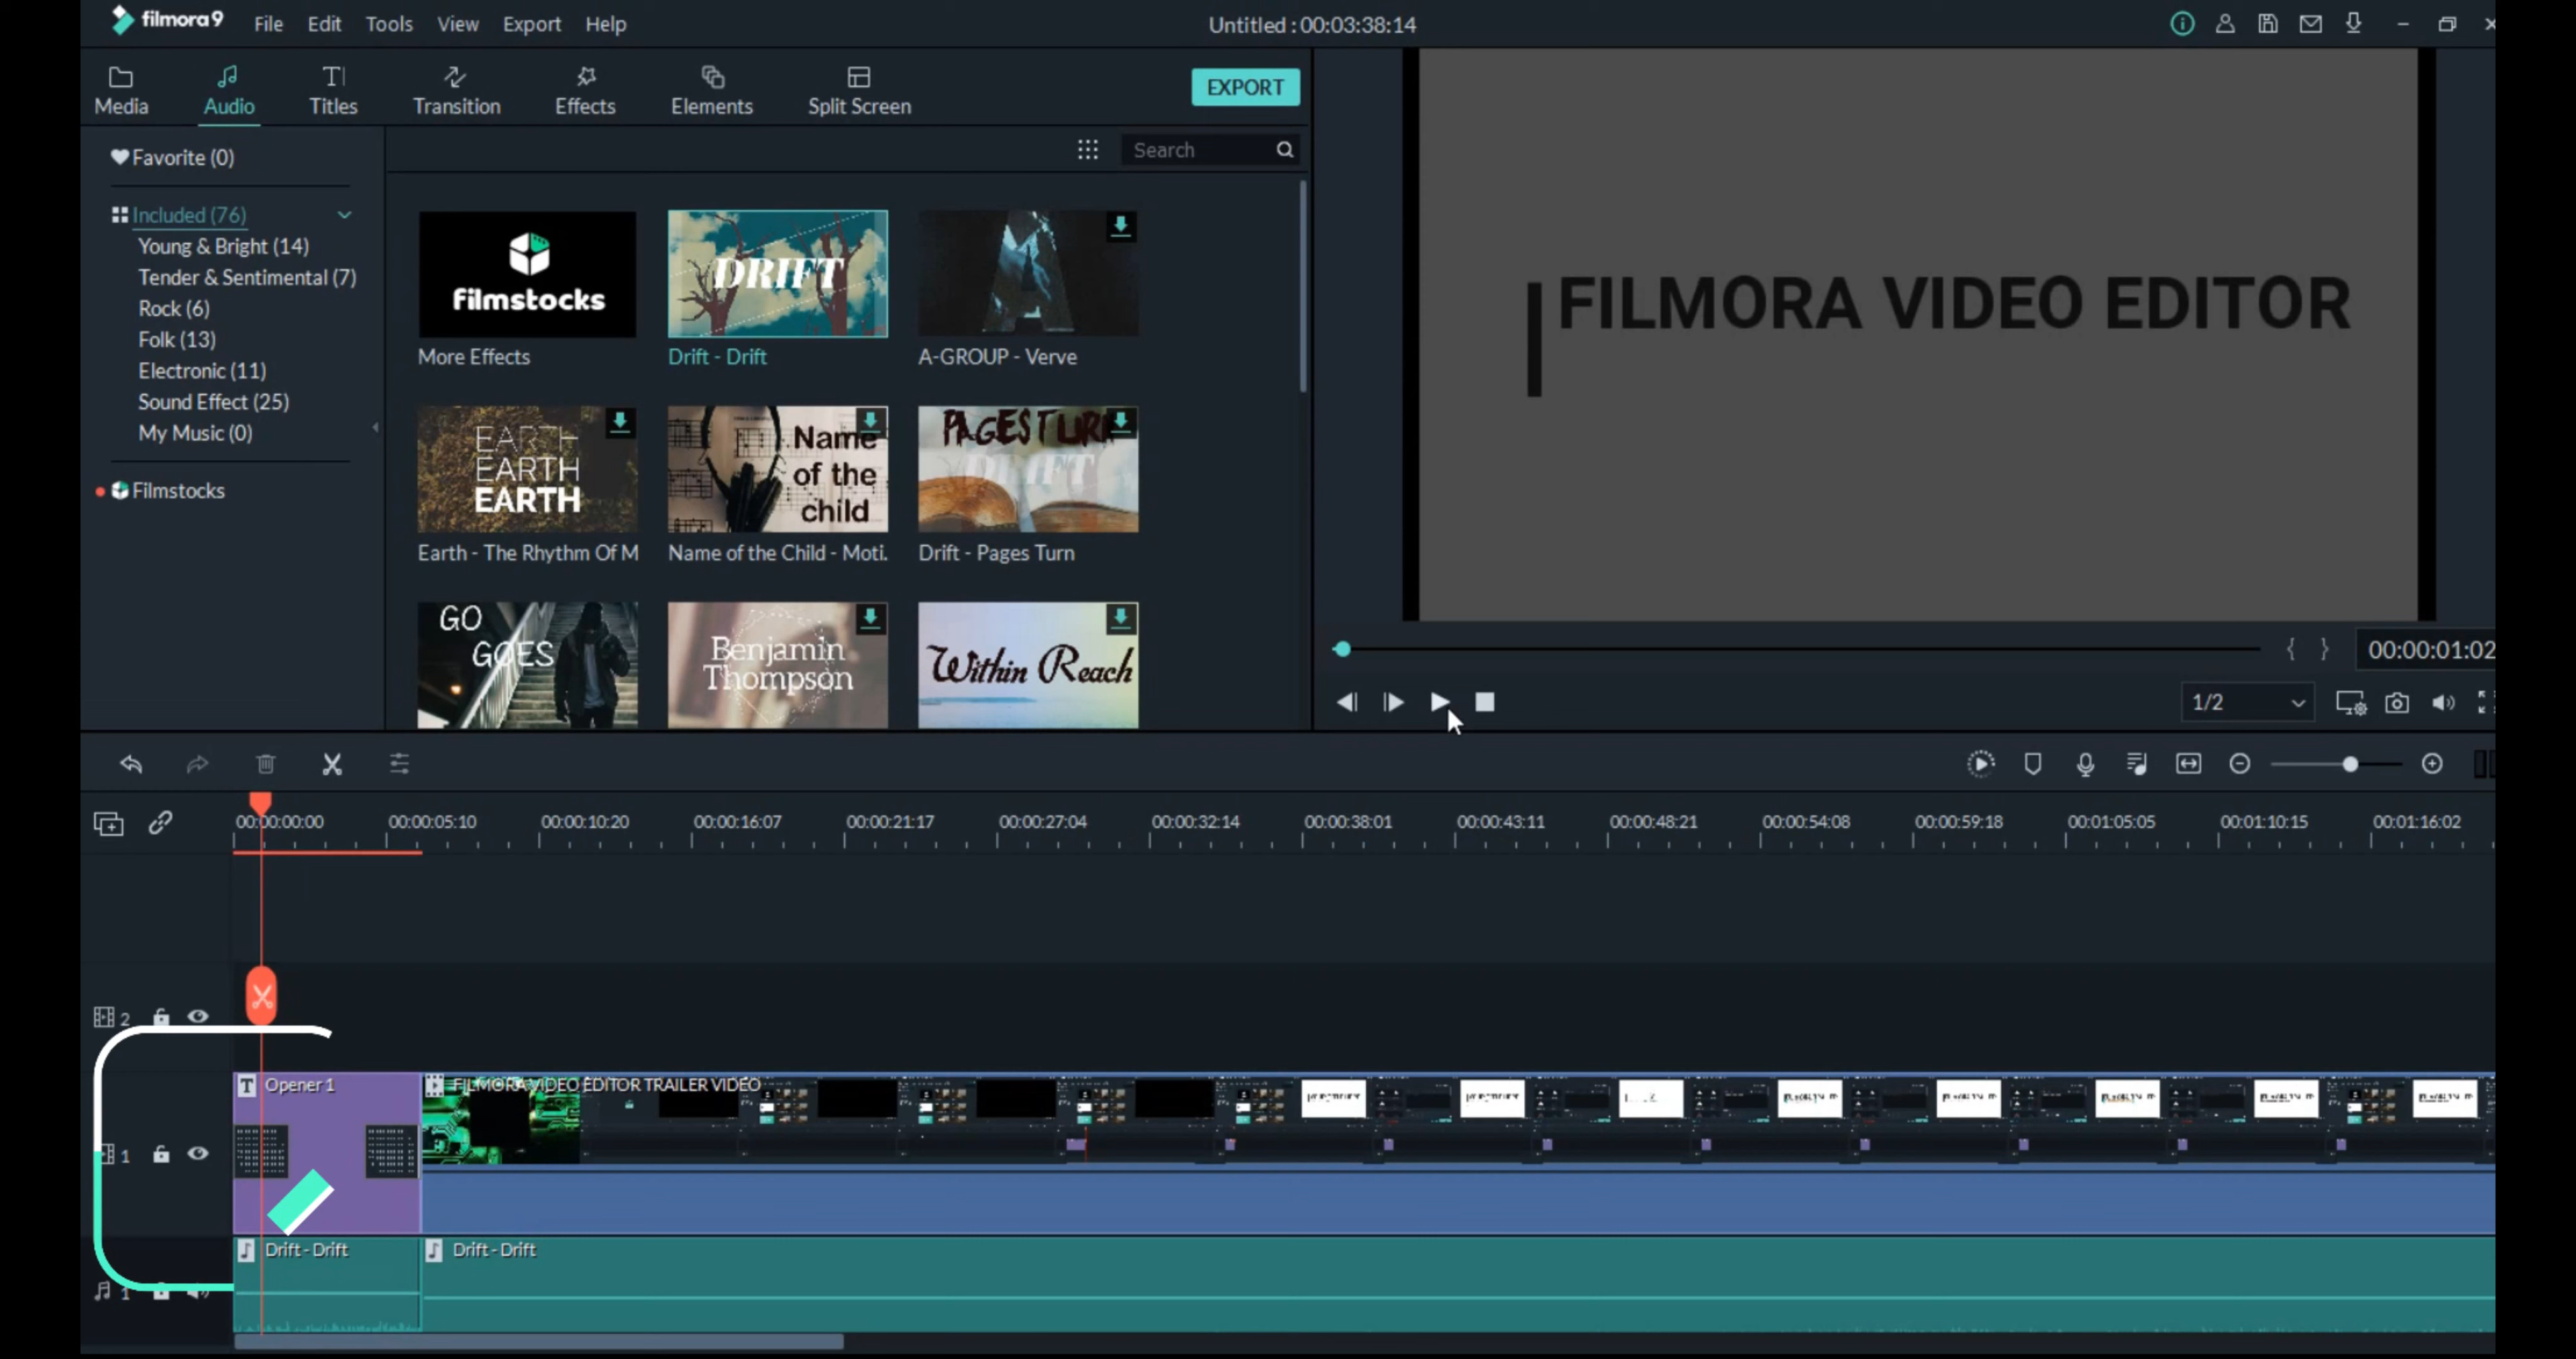 filmora9 File Edit Tools View Export Help Untitled : 00:03:38:14
Media Audio Titles Transition Effects Elements Split Screen EXPORT
Favorite (0)
Included (76)
Young & Bright (14)
Tender & Sentimental (7)
Rock (6)
Folk (13)
Electronic (11)
Sound Effect (25)
My Music (0)
Filmstocks
Search
filmstocks
More Effects
DRIFT
Drift - Drift
A
A-GROUP - Verve
EARTH
EARTH
EARTH
Earth - The Rhythm Of M
Name
of the
child
Name of the Child - Moti.
PAGES TURN
DRIFT
Drift - Pages Turn
GO
GOES
Benjamin
Thompson
Within Reach
FILMORA VIDEO EDITOR
00:00:01:02
1/2
00:00:00:00 00:00:05:10 00:00:10:20 00:00:16:07 00:00:21:17 00:00:27:04 00:00:32:14 00:00:38:01 00:00:43:11 00:00:48:21 00:00:54:08 00:00:59:18 00:01:05:05 00:01:10:15 00:01:16:02
2
1 Opener 1 FILMORA VIDEO EDITOR TRAILER VIDEO
1 Drift - Drift Drift - Drift